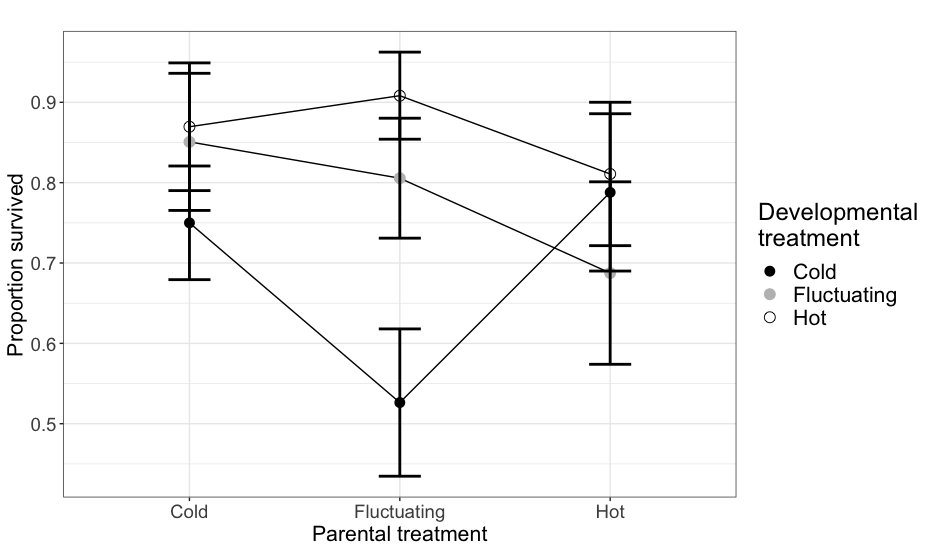 Proportion survived
0.9
0.8
0.7
0.6
0.5
Cold
Fluctuating
Hot
Parental treatment
Developmental
treatment
Cold
Fluctuating
Hot